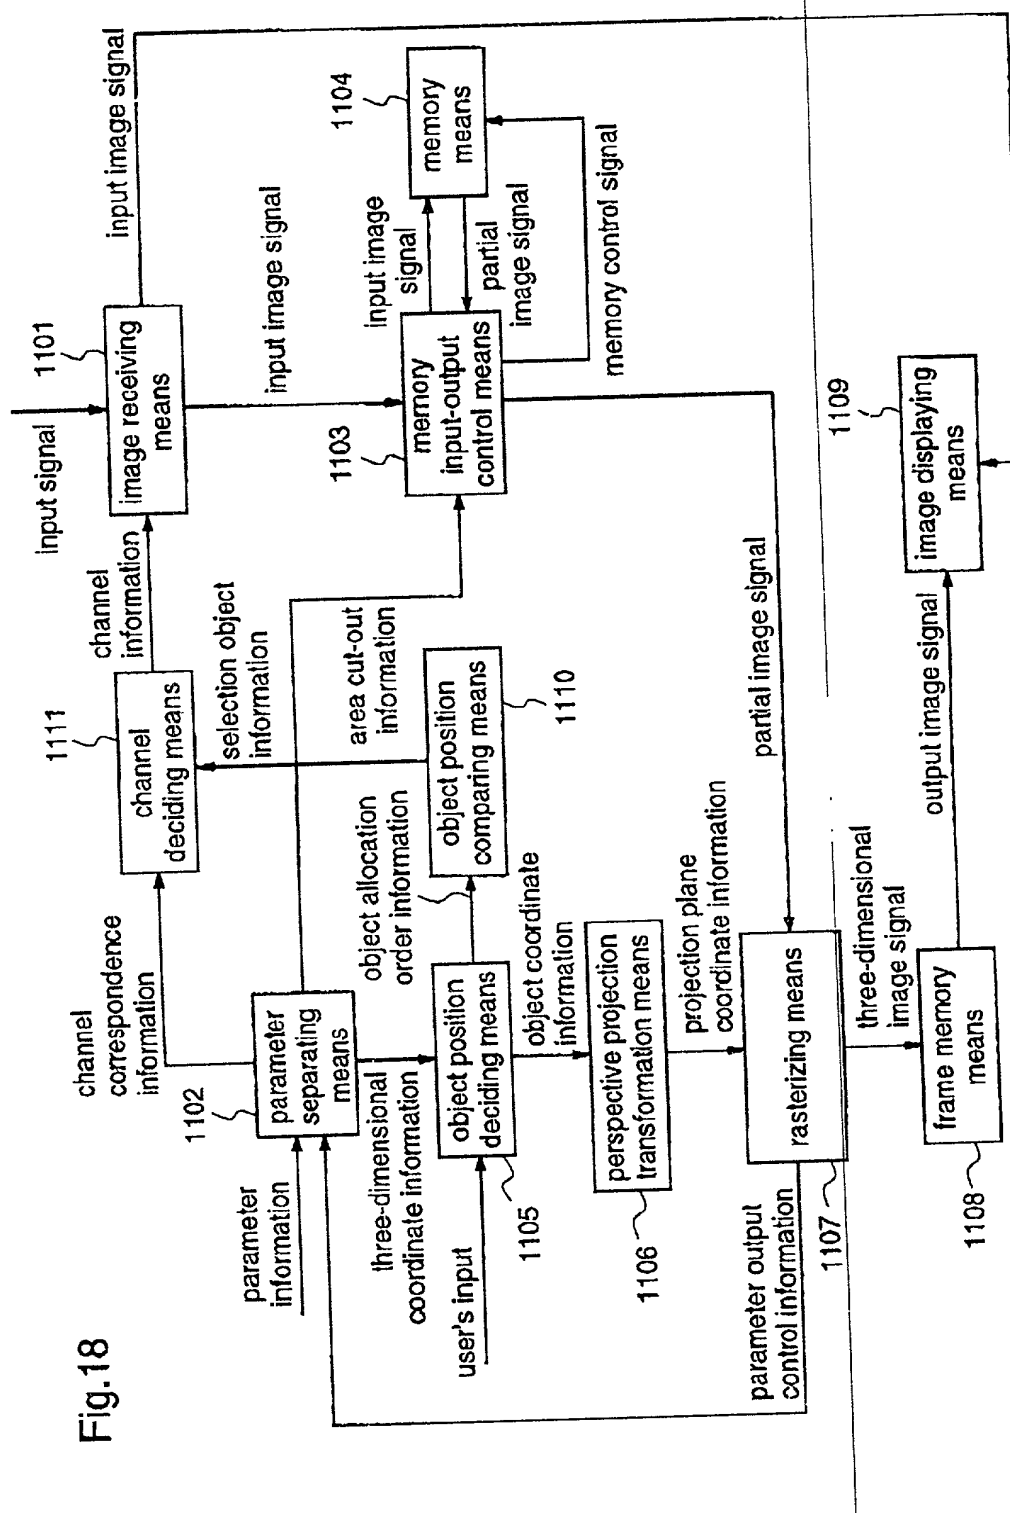 Fig.18
parameter
information
user's input
channel
correspondence
information
1102
parameter
separating
means
three-dimensional
coordinate information
object position
deciding means
1105
object allocation
order information
object position
comparing means
1110
selection object
information
1111
channel
deciding means
channel
information
input signal
1101
image receiving
means
input image signal
input image signal
area cut-out
information
1103
memory
input-output
control means
input image
signal
partial
image signal
1104
memory
means
memory control signal
object coordinate
information
perspective projection
transformation means
1106
projection plane
coordinate information
partial image signal
rasterizing means
1107
parameter output
control information
three-dimensional
image signal
frame memory
means
1108
output image signal
image displaying
means
1109